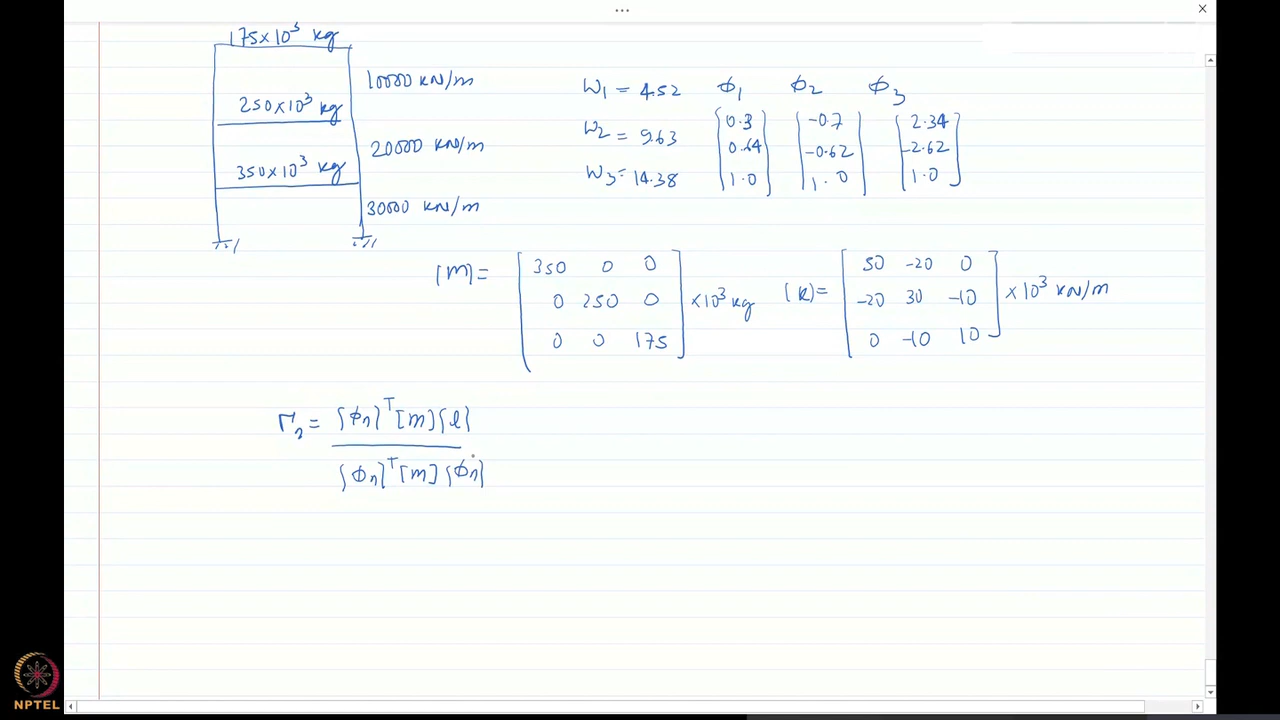 175×10³ kg
10000 kN/m
250×10³ kg
20000 kN/m
350×10³ kg
30000 kN/m
ω₁ = 4.52 ϕ₁ ϕ₂ ϕ₃
ω₂ = 9.63 {0.3 {-0.7 {2.34
ω₃ = 14.38 0.64 -0.62 -2.62
1.0} 1.0} 1.0}
[m] = [350 0 0
0 250 0
0 0 175] ×10³ kg
[k] = [50 -20 0
-20 30 -10
0 -10 10] ×10³ kN/m
Γₙ = {ϕₙ}ᵀ[m]{l}
{ϕₙ}ᵀ[m]{ϕₙ}
NPTEL